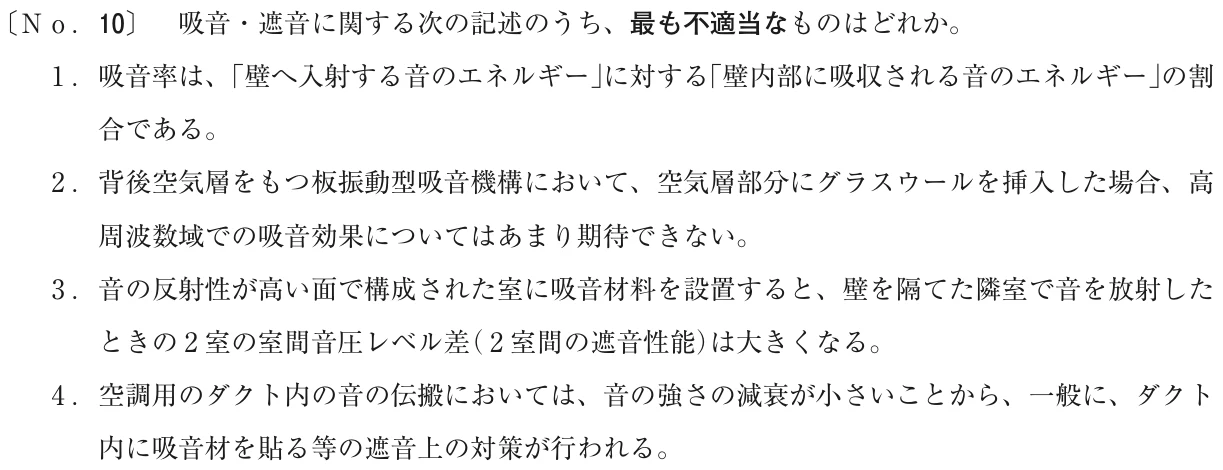 〔Ｎｏ．10〕　吸音・遮音に関する次の記述のうち、最も不適当なものはどれか。
１．吸音率は、「壁へ入射する音のエネルギー」に対する「壁内部に吸収される音のエネルギー」の割
合である。
２．背後空気層をもつ板振動型吸音機構において、空気層部分にグラスウールを挿入した場合、高
周波数域での吸音効果についてはあまり期待できない。
３．音の反射性が高い面で構成された室に吸音材料を設置すると、壁を隔てた隣室で音を放射した
ときの２室の室間音圧レベル差(２室間の遮音性能)は大きくなる。
４．空調用のダクト内の音の伝搬においては、音の強さの減衰が小さいことから、一般に、ダクト
内に吸音材を貼る等の遮音上の対策が行われる。